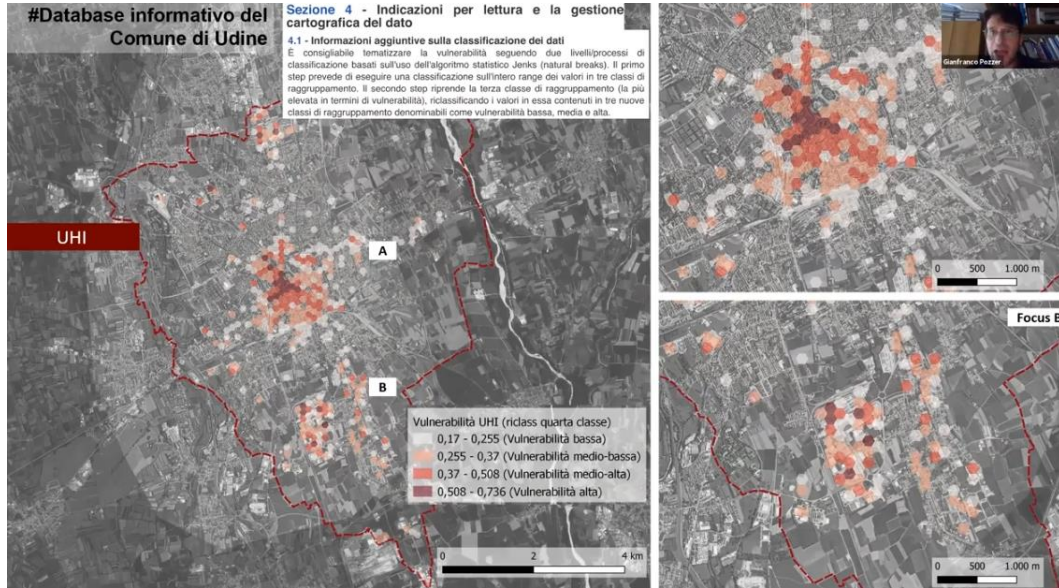 #Database informativo del
Comune di Udine
Sezione 4 - Indicazioni per lettura e la gestione
cartografica del dato
4.1 - Informazioni aggiuntive sulla classificazione dei dati
È consigliabile tematizzare la vulnerabilità seguendo due livelli/processi di
classificazione basati sull'uso dell'algoritmo statistico Jenks (natural breaks). Il primo
step prevede di eseguire una classificazione sull'intero range dei valori in tre classi di
raggruppamento. Il secondo step riprende la terza classe di raggruppamento (la più
elevata in termini di vulnerabilità), riclassificando i valori in essa contenuti in tre nuove
classi di raggruppamento denominabili come vulnerabilità bassa, media e alta.
UHI
A
B
Vulnerabilità UHI (riclass quarta classe)
0,17 - 0,255 (Vulnerabilità bassa)
0,255 - 0,37 (Vulnerabilità medio-bassa)
0,37 - 0,508 (Vulnerabilità medio-alta)
0,508 - 0,736 (Vulnerabilità alta)
0 2 4 km
Gianfranco Pozzer
0 500 1.000 m
Focus B
0 500 1.000 m